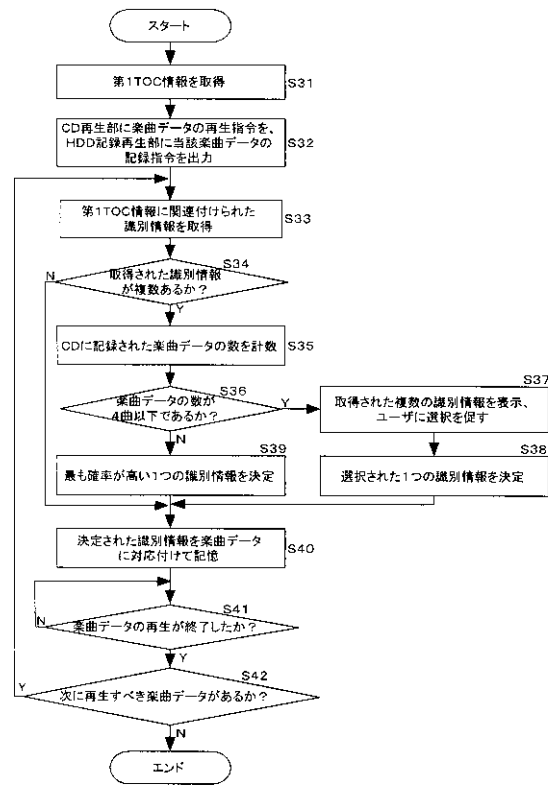 スタート
第1TOC情報を取得
S31
CD再生部に楽曲データの再生指令を、
HDD記録再生部に当該楽曲データの
記録指令を出力
S32
第1TOC情報に関連付けられた
識別情報を取得
S33
S34
取得された識別情報
が複数あるか？
N
Y
CDに記録された楽曲データの数を計数
S35
S36
楽曲データの数が
4曲以下であるか？
Y
N
S37
取得された複数の識別情報を表示、
ユーザに選択を促す
S39
最も確率が高い1つの識別情報を決定
S38
選択された1つの識別情報を決定
決定された識別情報を楽曲データ
に対応付けて記憶
S40
S41
楽曲データの再生が終了したか？
N
Y
S42
次に再生すべき楽曲データがあるか？
Y
N
エンド